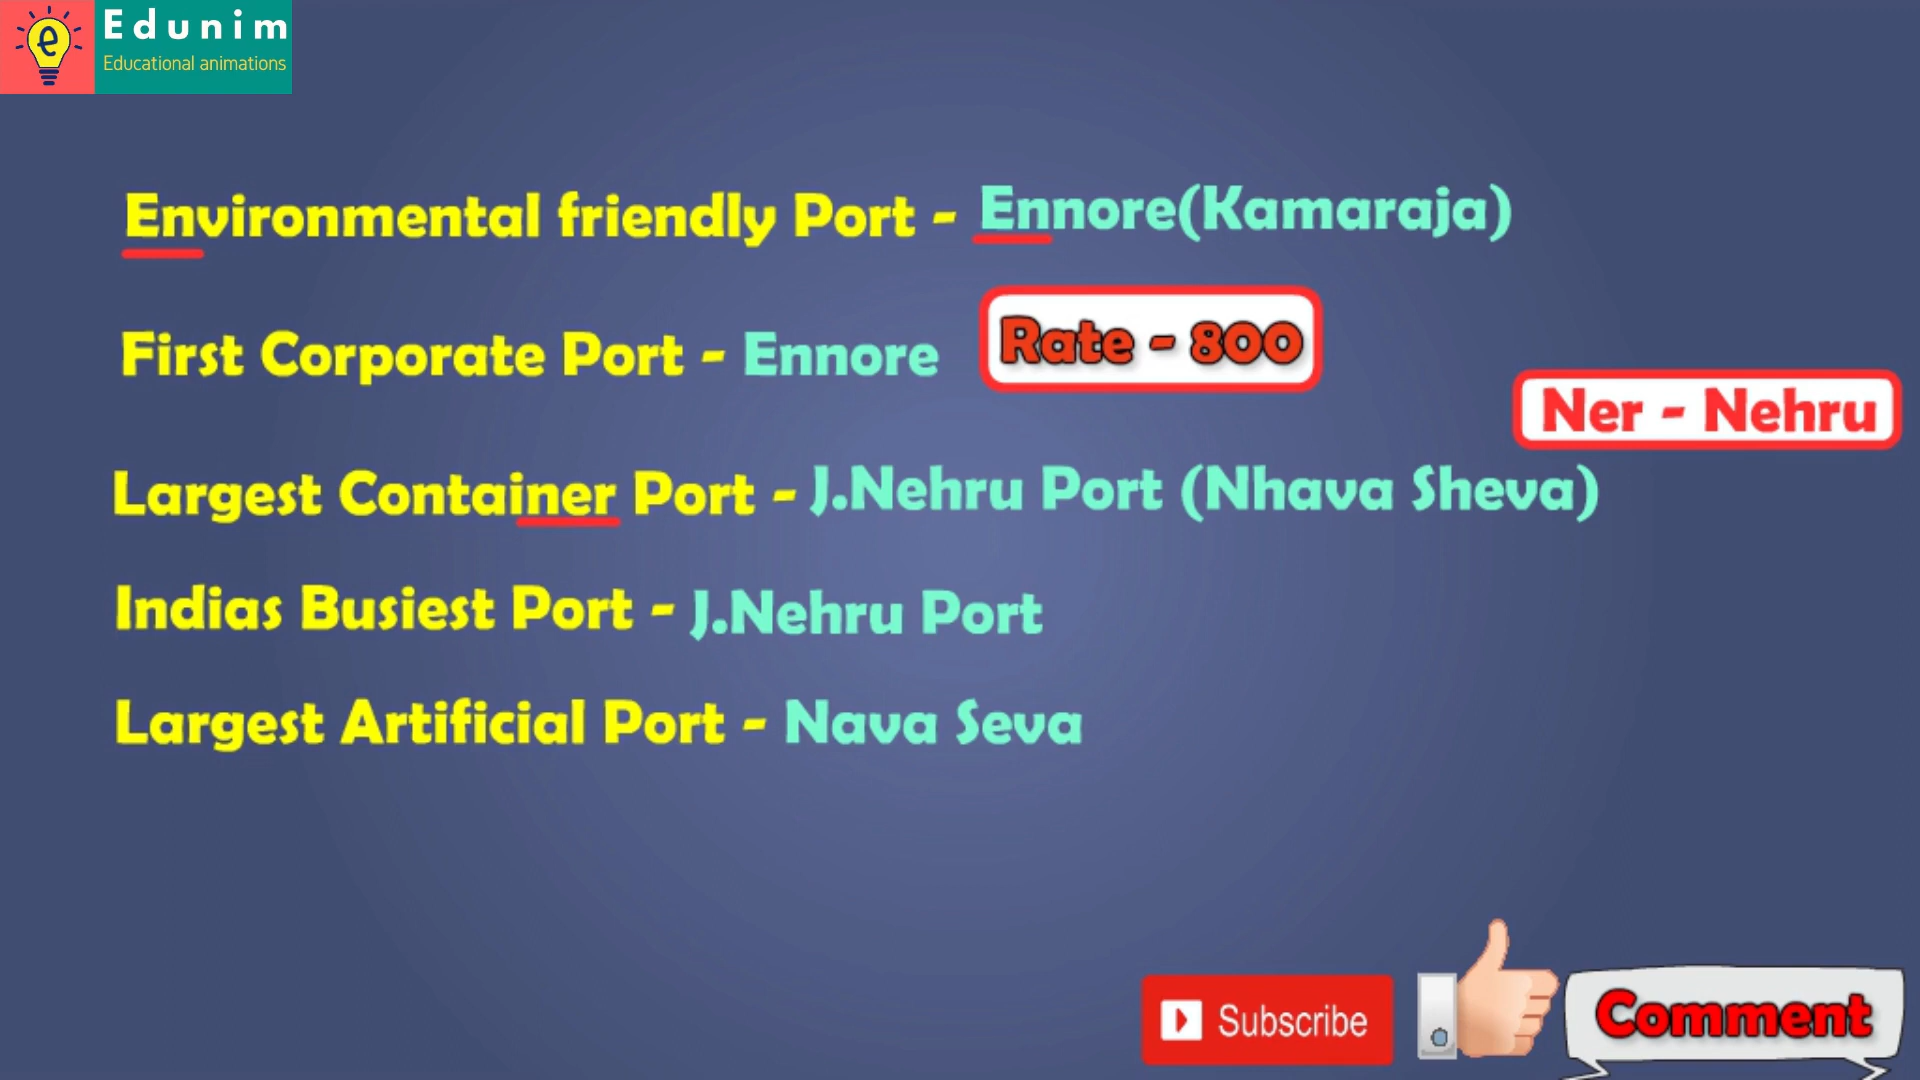 Edunim
Educational animations
Environmental friendly Port - Ennore(Kamaraja)
First Corporate Port - Ennore
Rate - 800
Ner - Nehru
Largest Container Port - J.Nehru Port (Nhava Sheva)
Indias Busiest Port - J.Nehru Port
Largest Artificial Port - Nava Seva
Subscribe
Comment